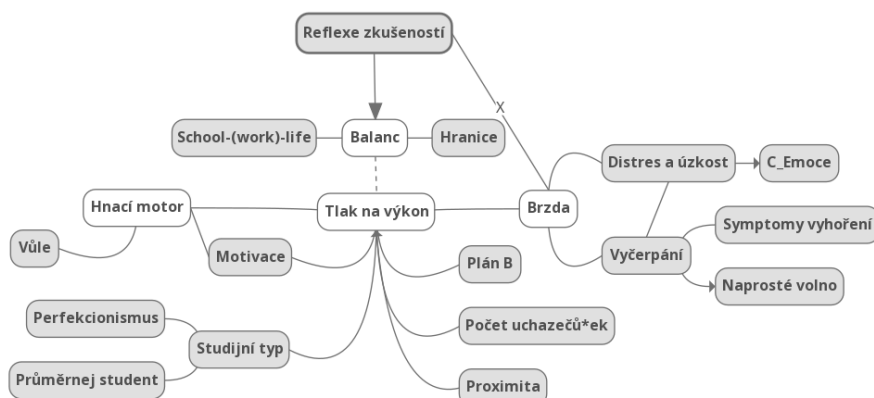 Reflexe zkušeností
X
School-(work)-life
Balanc
Hranice
Distres a úzkost
C_Emoce
Hnací motor
Tlak na výkon
Brzda
Symptomy vyhoření
Vůle
Motivace
Plán B
Vyčerpání
Naprosté volno
Perfekcionismus
Počet uchazečů*ek
Studijní typ
Průměrnej student
Proximita